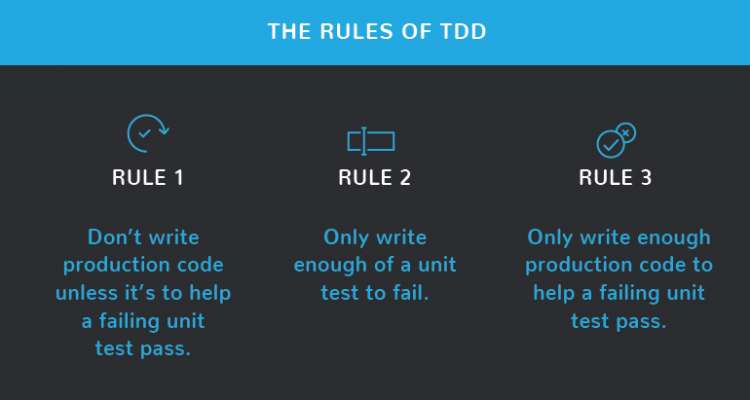 THE RULES OF TDD
RULE 1
Don’t write
production code
unless it’s to help
a failing unit
test pass.
RULE 2
Only write
enough of a unit
test to fail.
RULE 3
Only write enough
production code to
help a failing unit
test pass.